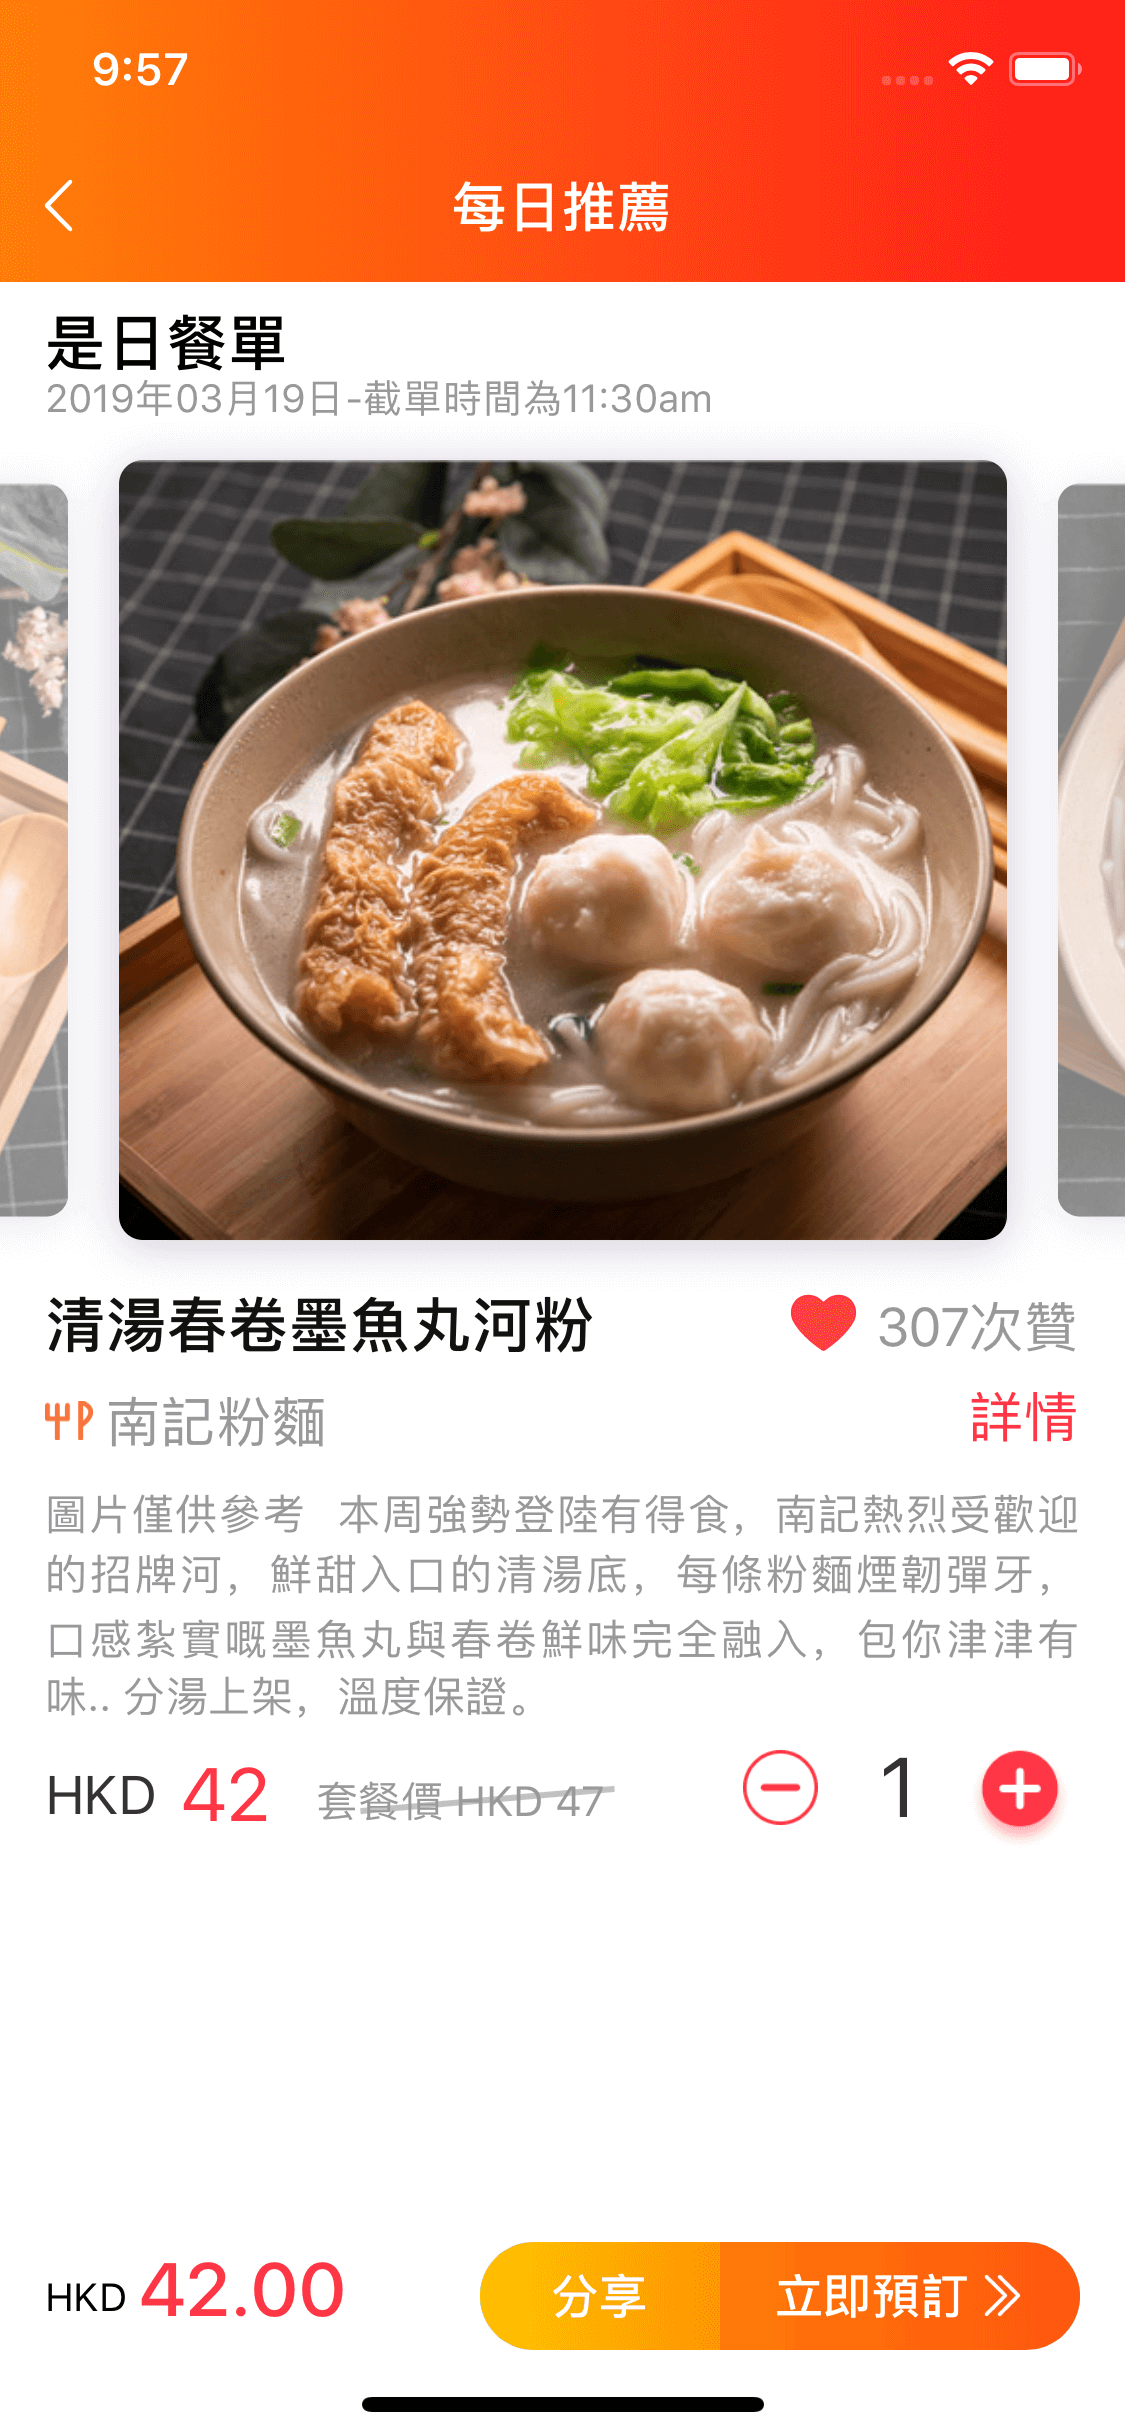 9:57
每日推薦
是日餐單
2019年03月19日-截單時間為11:30am
清湯春卷墨魚丸河粉
307次贊
南記粉麵
詳情
圖片僅供參考 本周強勢登陸有得食，南記熱烈受歡迎
的招牌河，鮮甜入口的清湯底，每條粉麵煙韌彈牙，
口感紮實嘅墨魚丸與春卷鮮味完全融入，包你津津有
味.. 分湯上架，溫度保證。
HKD 42 套餐價 HKD 47
1
HKD 42.00
分享
立即預訂